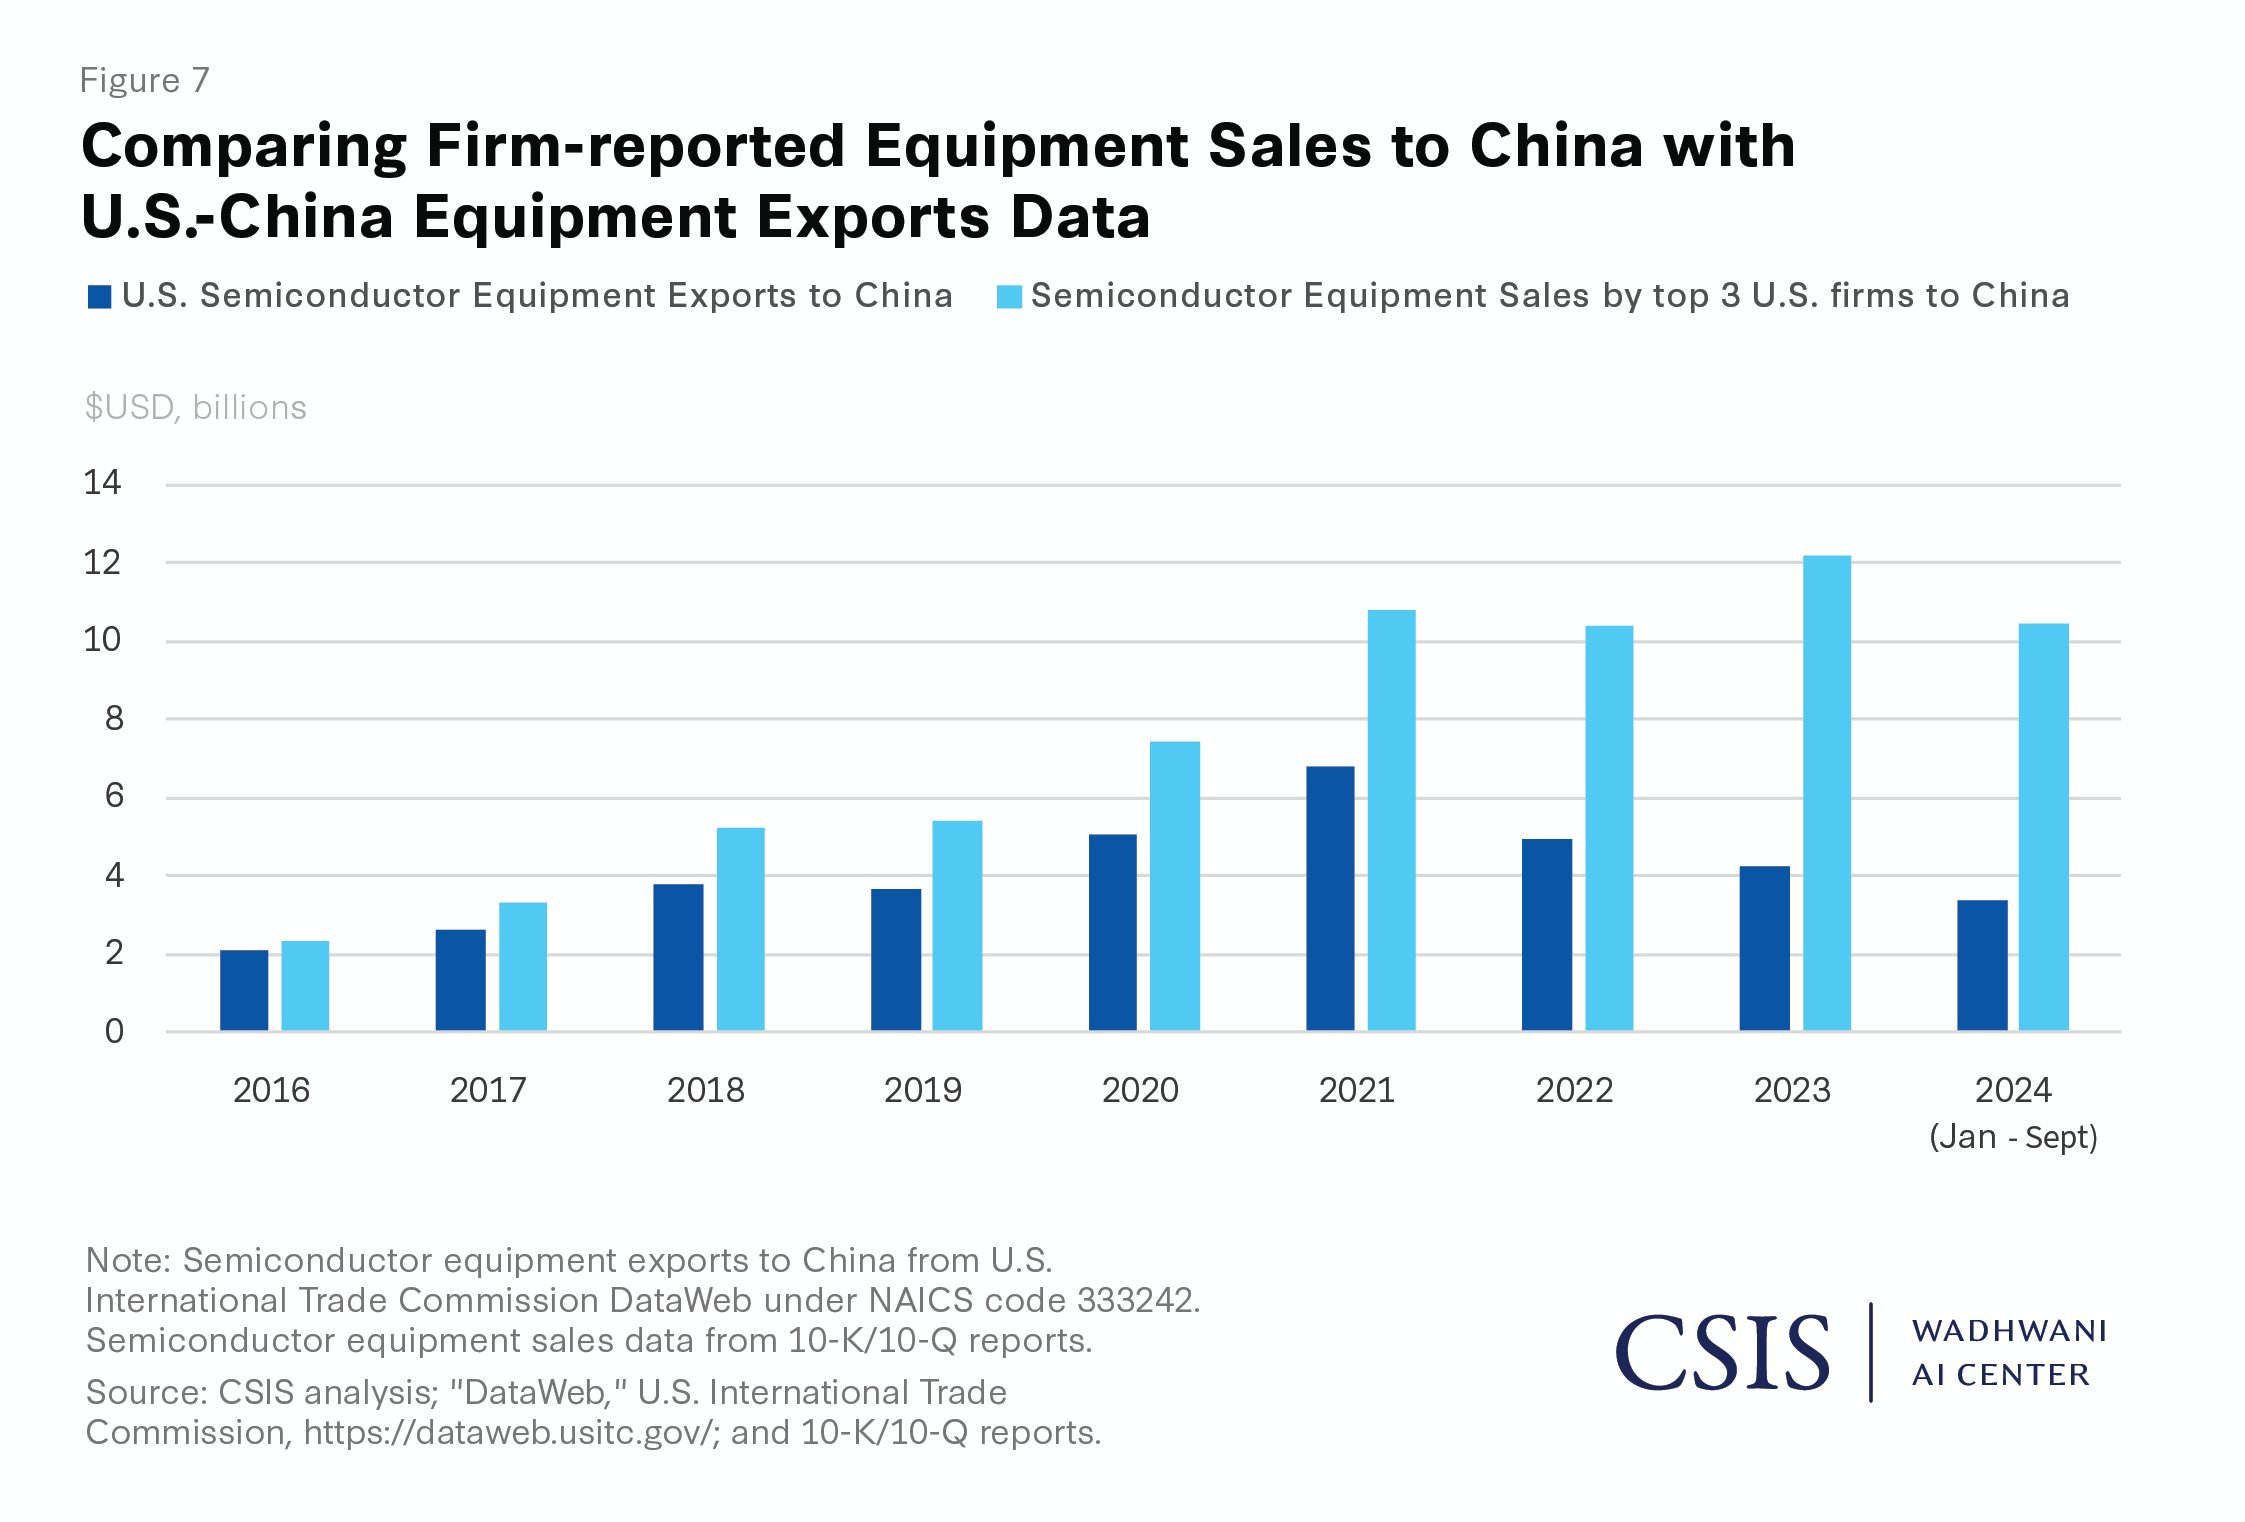 Figure 7
Comparing Firm-reported Equipment Sales to China with
U.S.-China Equipment Exports Data
U.S. Semiconductor Equipment Exports to China
Semiconductor Equipment Sales by top 3 U.S. firms to China
$USD, billions
14
12
10
8
6
4
2
0
2016
2017
2018
2019
2020
2021
2022
2023
2024
(Jan - Sept)
Note: Semiconductor equipment exports to China from U.S.
International Trade Commission DataWeb under NAICS code 333242.
Semiconductor equipment sales data from 10-K/10-Q reports.
Source: CSIS analysis; "DataWeb," U.S. International Trade
Commission, https://dataweb.usitc.gov/; and 10-K/10-Q reports.
CSIS
WADHWANI
AI CENTER